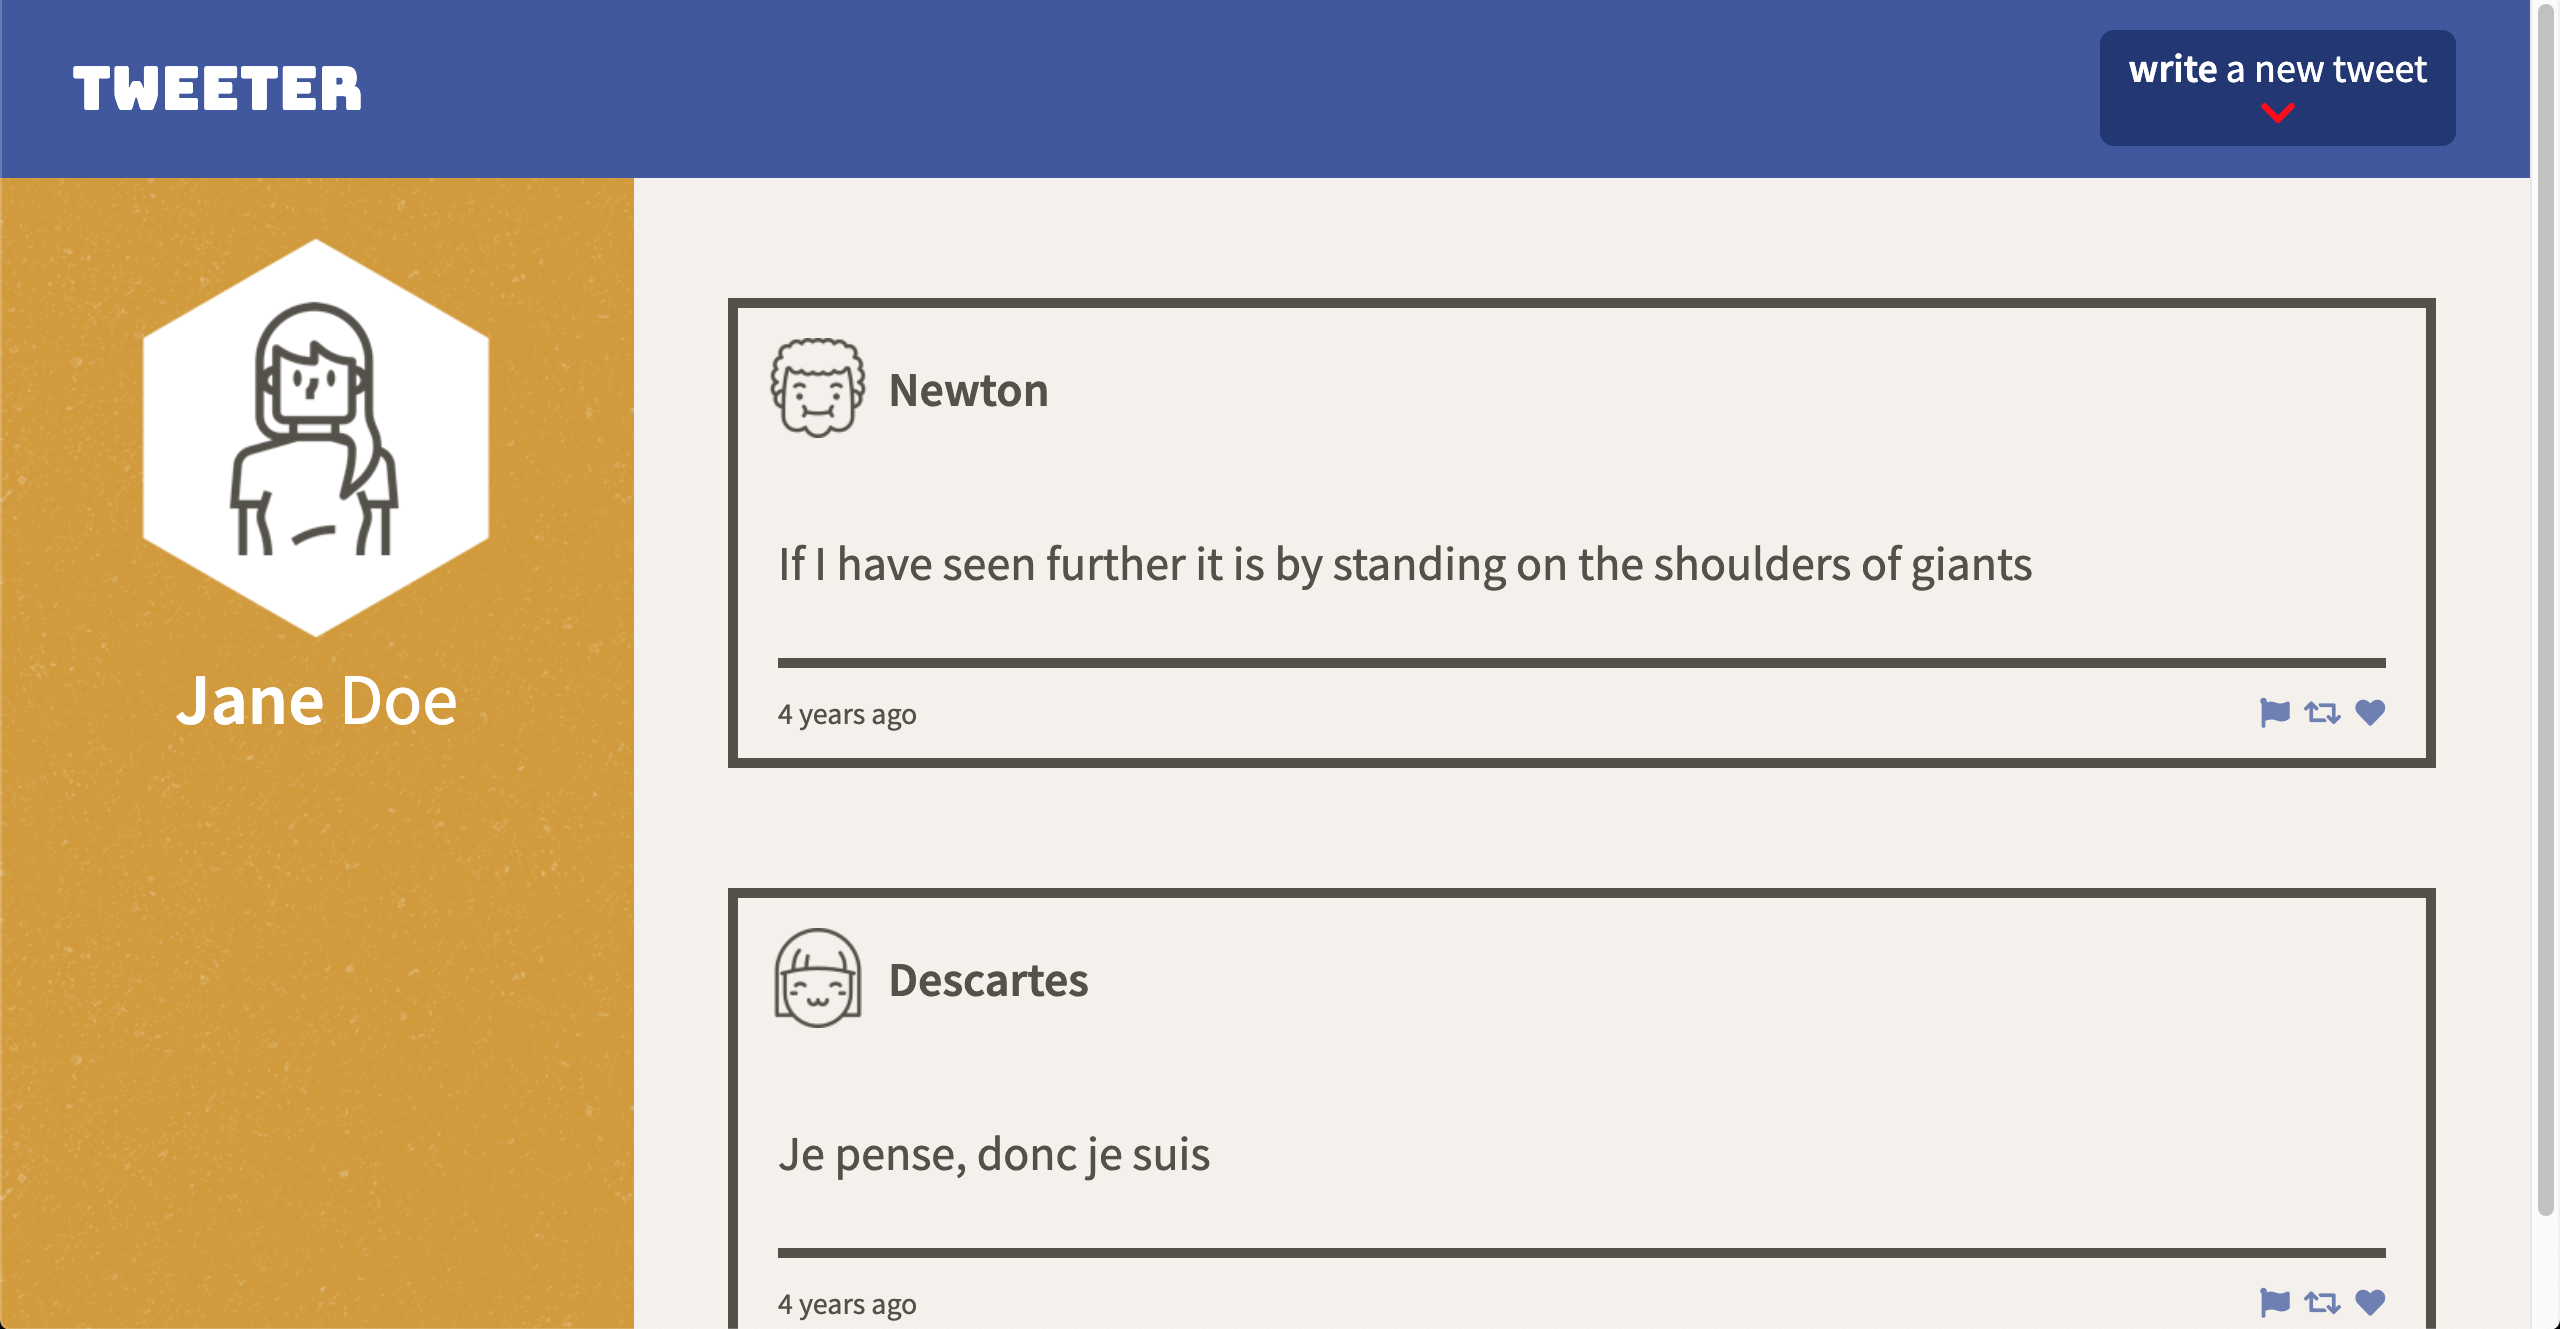 TWEETER
write a new tweet
Jane Doe
Newton
If I have seen further it is by standing on the shoulders of giants
4 years ago
Descartes
Je pense, donc je suis
4 years ago